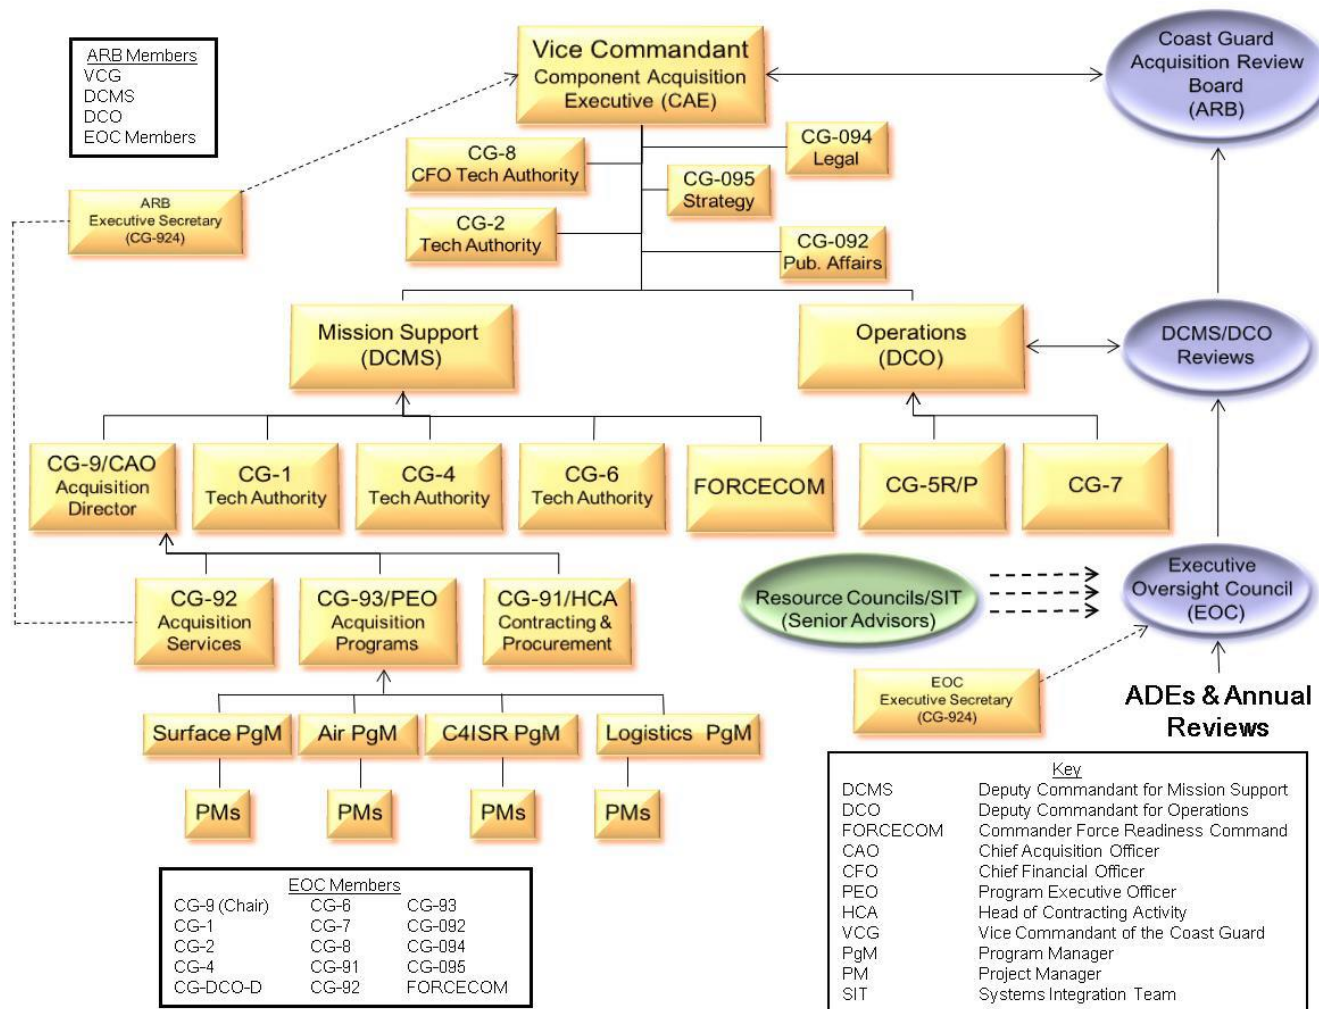 ARB Members
VCG
DCMS
DCO
EOC Members
Vice Commandant
Component Acquisition
Executive (CAE)
Coast Guard
Acquisition Review
Board
(ARB)
CG-8
CFO Tech Authority
CG-094
Legal
CG-095
Strategy
ARB
Executive Secretary
(CG-924)
CG-2
Tech Authority
CG-092
Pub. Affairs
Mission Support
(DCMS)
Operations
(DCO)
DCMS/DCO
Reviews
CG-9/CAO
Acquisition
Director
CG-1
Tech Authority
CG-4
Tech Authority
CG-6
Tech Authority
FORCECOM
CG-5R/P
CG-7
CG-92
Acquisition
Services
CG-93/PEO
Acquisition
Programs
CG-91/HCA
Contracting &
Procurement
Resource Councils/SIT
(Senior Advisors)
Executive
Oversight Council
(EOC)
EOC
Executive Secretary
(CG-924)
ADEs & Annual
Reviews
Surface PgM
Air PgM
C4ISR PgM
Logistics PgM
PMs
PMs
PMs
PMs
EOC Members
CG-9 (Chair) CG-6 CG-93
CG-1 CG-7 CG-092
CG-2 CG-8 CG-094
CG-4 CG-91 CG-095
CG-DCO-D CG-92 FORCECOM
Key
DCMS Deputy Commandant for Mission Support
DCO Deputy Commandant for Operations
FORCECOM Commander Force Readiness Command
CAO Chief Acquisition Officer
CFO Chief Financial Officer
PEO Program Executive Officer
HCA Head of Contracting Activity
VCG Vice Commandant of the Coast Guard
PgM Program Manager
PM Project Manager
SIT Systems Integration Team